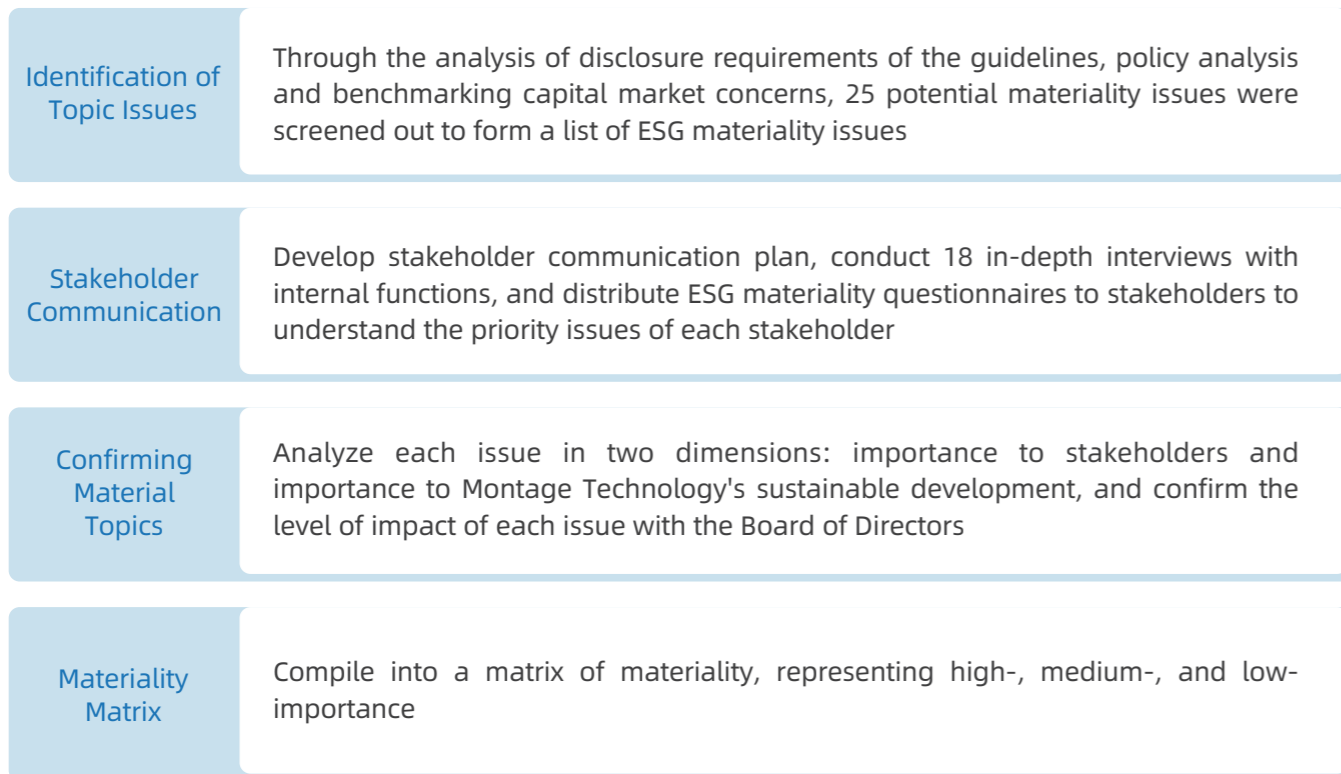 Identification of
Topic Issues
Through the analysis of disclosure requirements of the guidelines, policy analysis
and benchmarking capital market concerns, 25 potential materiality issues were
screened out to form a list of ESG materiality issues
Stakeholder
Communication
Develop stakeholder communication plan, conduct 18 in-depth interviews with
internal functions, and distribute ESG materiality questionnaires to stakeholders to
understand the priority issues of each stakeholder
Confirming
Material
Topics
Analyze each issue in two dimensions: importance to stakeholders and
importance to Montage Technology's sustainable development, and confirm the
level of impact of each issue with the Board of Directors
Materiality
Matrix
Compile into a matrix of materiality, representing high-, medium-, and low-
importance